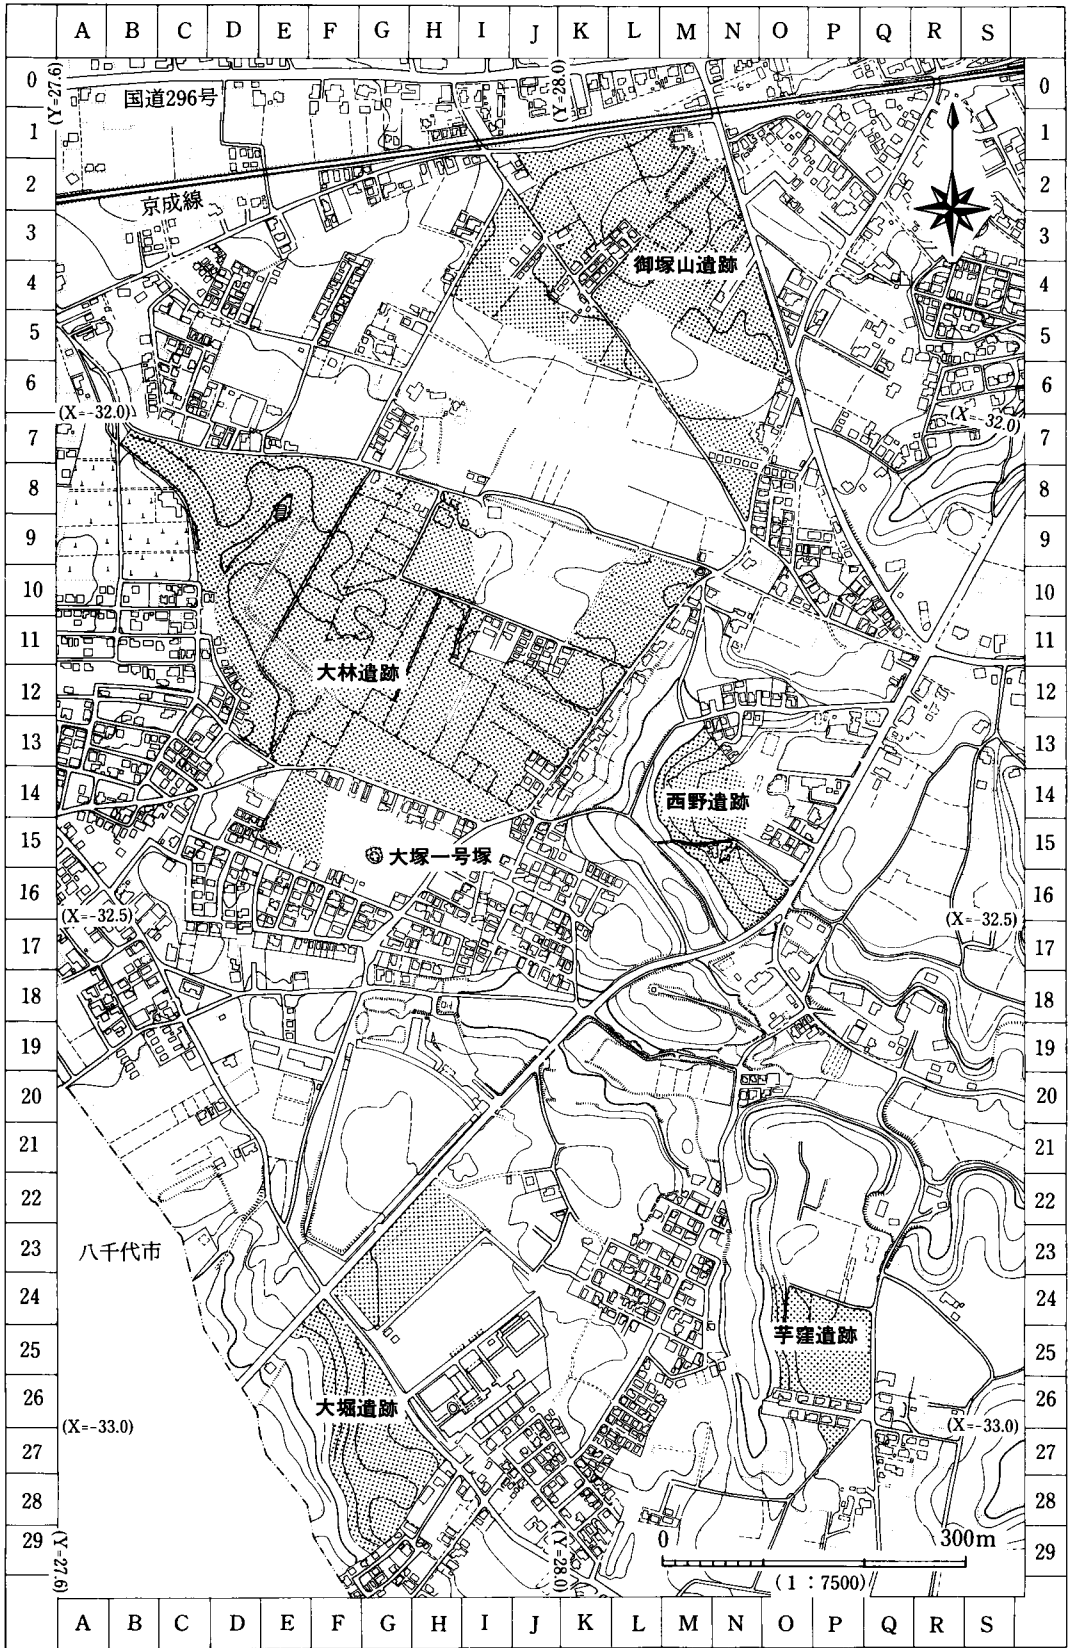 A B C D E F G H I J K L M N O P Q R S
0 0
1 1
2 2
3 3
4 4
5 5
6 6
7 7
8 8
9 9
10 10
11 11
12 12
13 13
14 14
15 15
16 16
17 17
18 18
19 19
20 20
21 21
22 22
23 23
24 24
25 25
26 26
27 27
28 28
29 29
(Y=27.6)
(Y=28.0)
国道296号
京成線
御塚山遺跡
(X=-32.0)
(X=-32.0)
大林遺跡
西野遺跡
大塚一号塚
(X=-32.5)
(X=-32.5)
八千代市
芋窪遺跡
大堀遺跡
(X=-33.0)
(X=-33.0)
(Y=27.6)
(Y=28.0)
0 300m
(1:7500)
A B C D E F G H I J K L M N O P Q R S